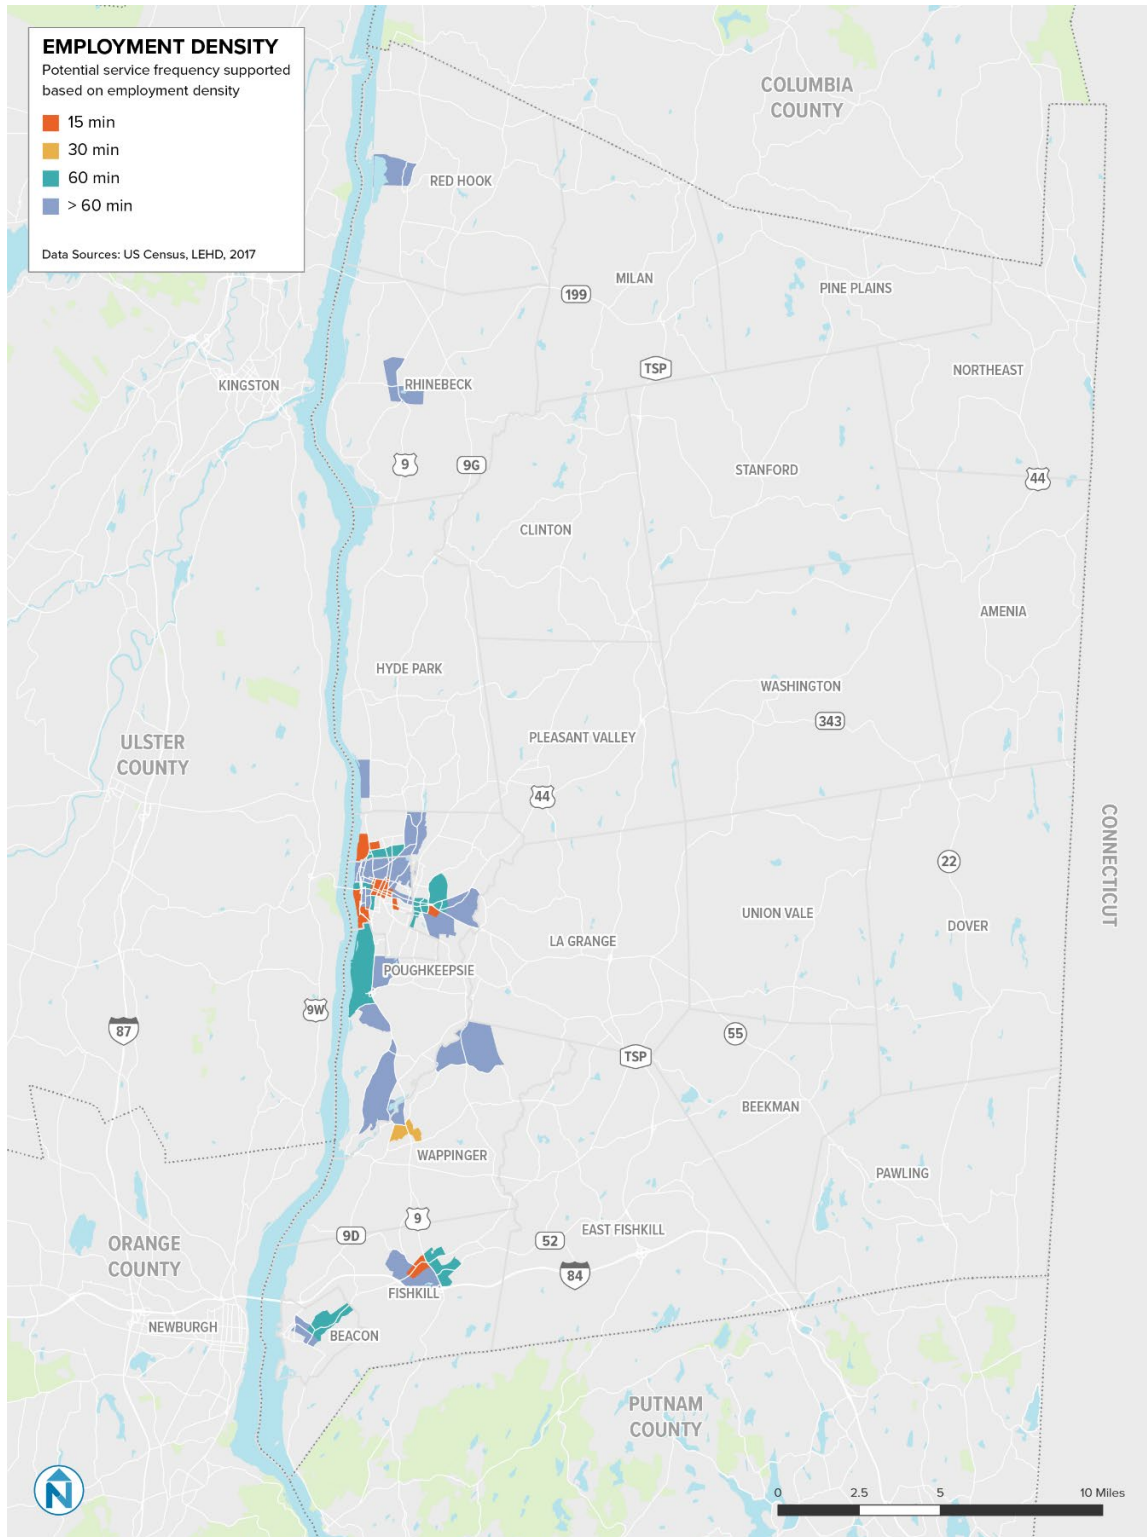 EMPLOYMENT DENSITY
Potential service frequency supported
based on employment density
15 min
30 min
60 min
> 60 min
Data Sources: US Census, LEHD, 2017
COLUMBIA
COUNTY
RED HOOK
MILAN
199
PINE PLAINS
TSP
KINGSTON
RHINEBECK
NORTHEAST
9
9G
STANFORD
44
CLINTON
AMENIA
HYDE PARK
WASHINGTON
343
ULSTER
COUNTY
PLEASANT VALLEY
44
CONNECTICUT
22
UNION VALE
DOVER
LA GRANGE
POUGHKEEPSIE
9W
87
55
TSP
BEEKMAN
WAPPINGER
PAWLING
9
9D
52
EAST FISHKILL
ORANGE
COUNTY
84
FISHKILL
NEWBURGH
BEACON
PUTNAM
COUNTY
N
0
2.5
5
10 Miles